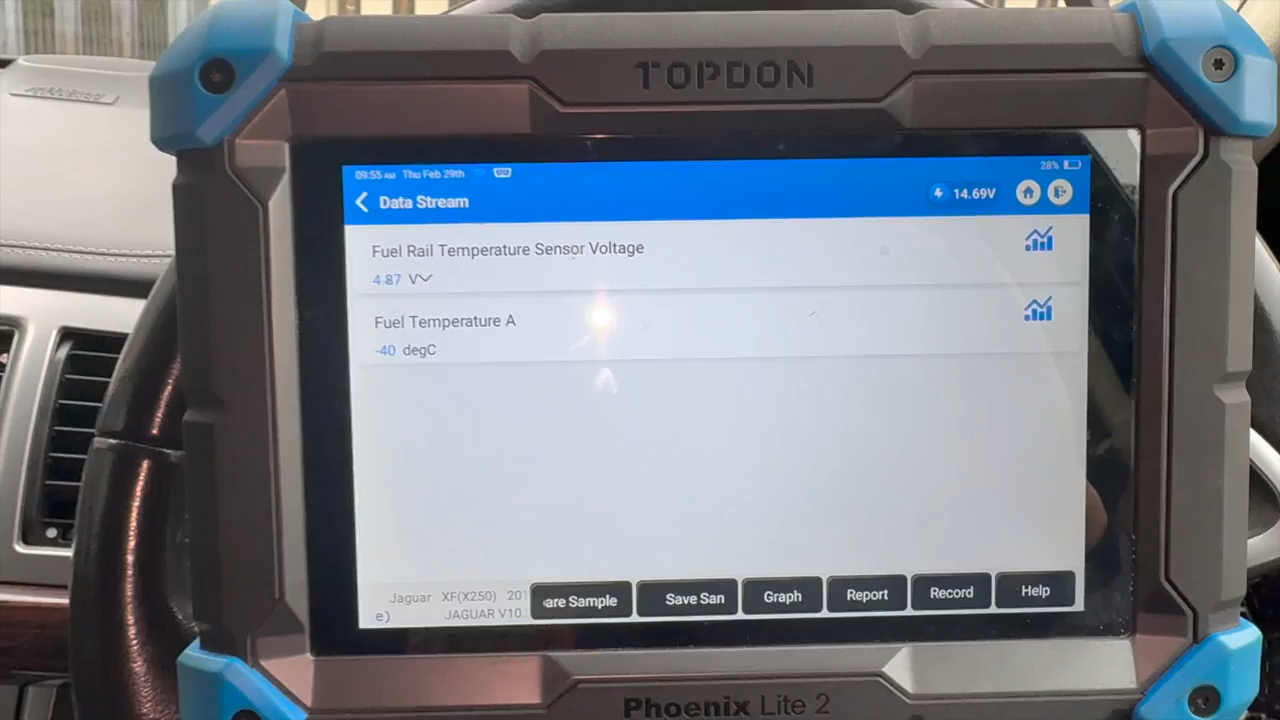 TOPDON
09:55 AM Thu Feb 29th
28%
Data Stream
14.69V
Fuel Rail Temperature Sensor Voltage
4.87 V
Fuel Temperature A
-40 degC
Jaguar XF(X250) 201
e) JAGUAR V10.
are Sample
Save San
Graph
Report
Record
Help
Phoenix Lite 2